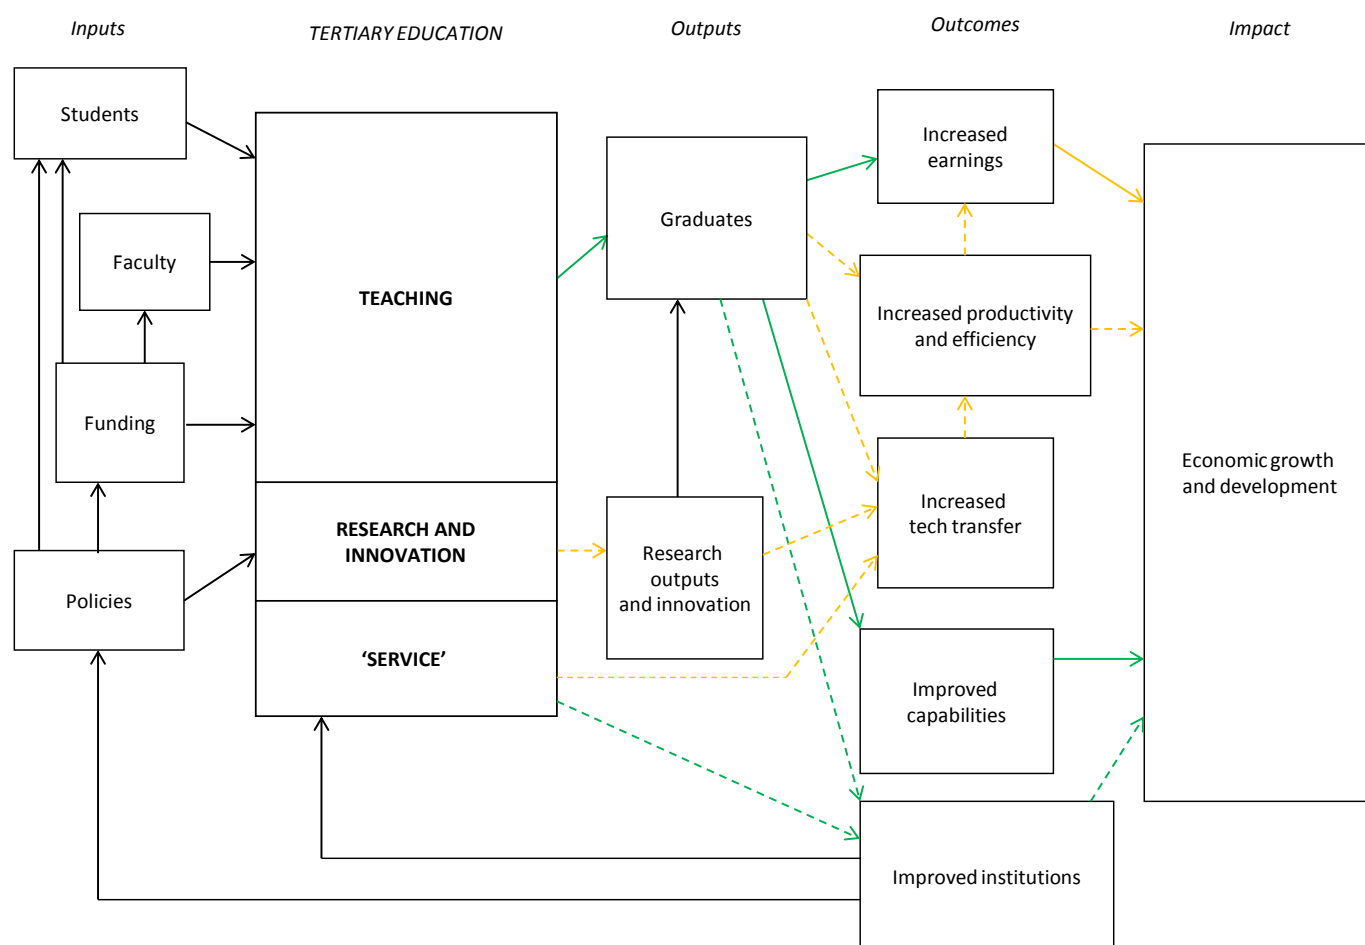 Inputs
TERTIARY EDUCATION
Outputs
Outcomes
Impact
Students
Faculty
Funding
Policies
TEACHING
RESEARCH AND
INNOVATION
‘SERVICE’
Graduates
Research
outputs
and innovation
Increased
earnings
Increased productivity
and efficiency
Increased
tech transfer
Improved
capabilities
Improved institutions
Economic growth
and development